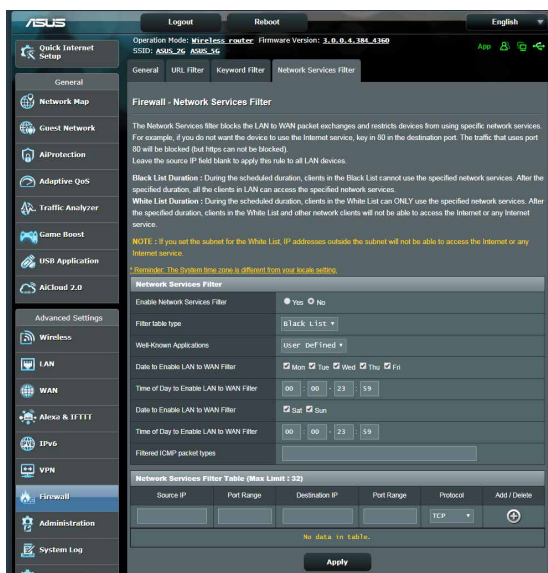 ASUS
Logout
Reboot
English
Operation Mode: Wireless router Firmware Version: 3.0.0.4.384_4360
SSID: ASUS_2G ASUS_5G
App
Quick Internet
Setup
General
Network Map
Guest Network
AiProtection
Adaptive QoS
Traffic Analyzer
Game Boost
USB Application
AiCloud 2.0
Advanced Settings
Wireless
LAN
WAN
Alexa & IFTTT
IPv6
VPN
Firewall
Administration
System Log
General
URL Filter
Keyword Filter
Network Services Filter
Firewall - Network Services Filter
The Network Services filter blocks the LAN to WAN packet exchanges and restricts devices from using specific network services.
For example, if you do not want the device to use the Internet service, key in 80 in the destination port. The traffic that uses port
80 will be blocked (but https can not be blocked).
Leave the source IP field blank to apply this rule to all LAN devices.
Black List Duration : During the scheduled duration, clients in the Black List cannot use the specified network services. After the
specified duration, all the clients in LAN can access the specified network services.
White List Duration : During the scheduled duration, clients in the White List can ONLY use the specified network services. After
the specified duration, clients in the White List and other network clients will not be able to access the Internet or any Internet
service.
NOTE : If you set the subnet for the White List, IP addresses outside the subnet will not be able to access the Internet or any
Internet service.
* Reminder: The System time zone is different from your locale setting.
Network Services Filter
Enable Network Services Filter
Yes No
Filter table type
Black List
Well-Known Applications
User Defined
Date to Enable LAN to WAN Filter
Mon Tue Wed Thu Fri
Time of Day to Enable LAN to WAN Filter
00 : 00 - 23 : 59
Date to Enable LAN to WAN Filter
Sat Sun
Time of Day to Enable LAN to WAN Filter
00 : 00 - 23 : 59
Filtered ICMP packet types
Network Services Filter Table (Max Limit : 32)
Source IP
Port Range
Destination IP
Port Range
Protocol
Add / Delete
TCP
No data in table.
Apply